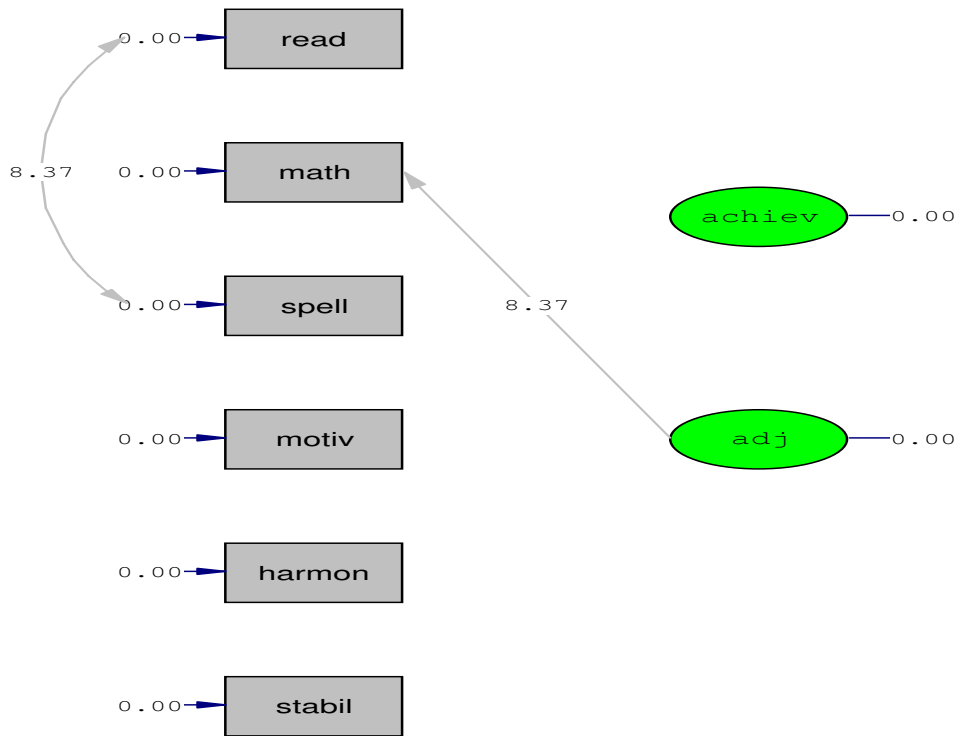 0.00 read
8.37 0.00 math
achiev 0.00
0.00 spell 8.37
0.00 motiv adj 0.00
0.00 harmon
0.00 stabil